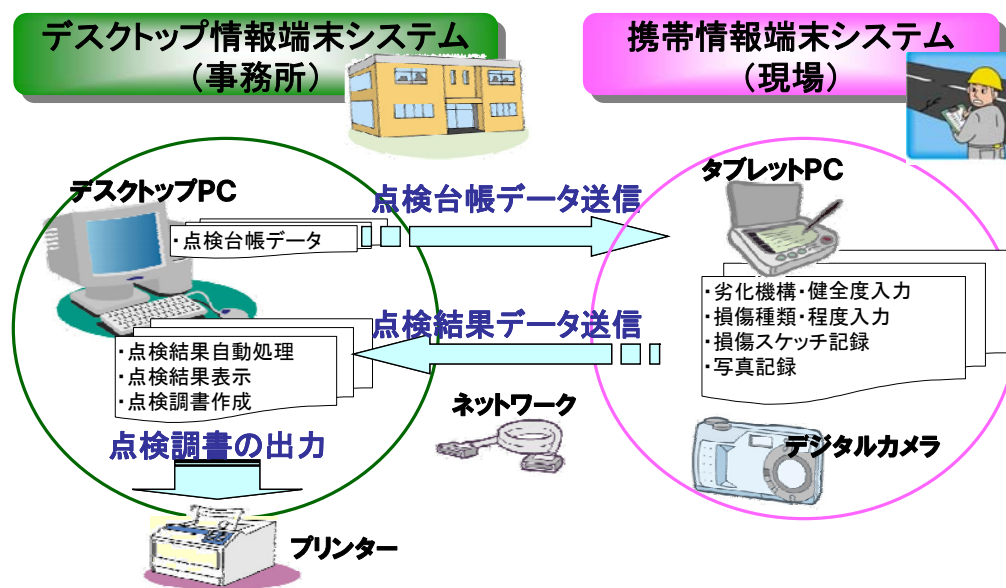 デスクトップ情報端末システム
（事務所）
携帯情報端末システム
（現場）
デスクトップPC
・点検台帳データ
点検台帳データ送信
タブレットPC
・劣化機構・健全度入力
・損傷種類・程度入力
・損傷スケッチ記録
・写真記録
点検結果データ送信
・点検結果自動処理
・点検結果表示
・点検調書作成
ネットワーク
デジタルカメラ
点検調書の出力
プリンター